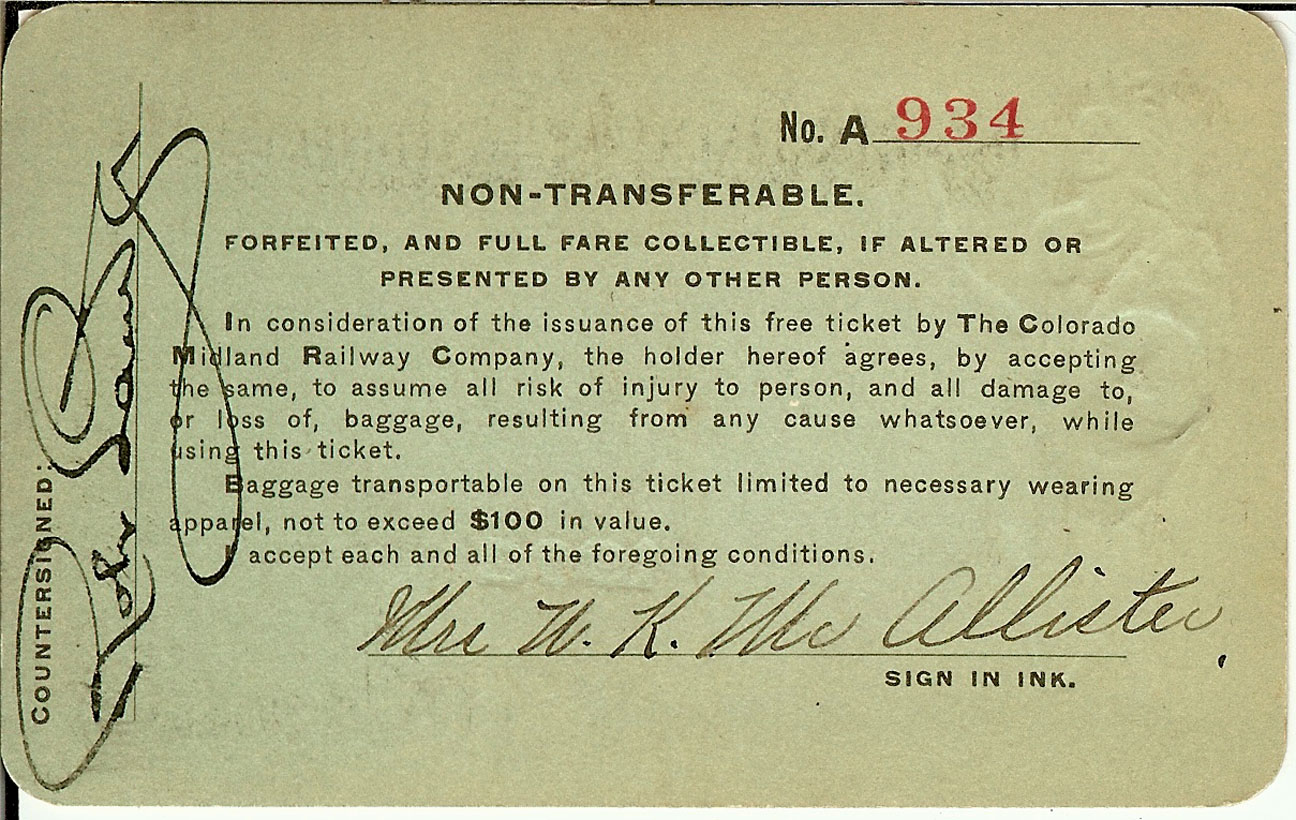 No. A 934
NON-TRANSFERABLE.
FORFEITED, AND FULL FARE COLLECTIBLE, IF ALTERED OR
PRESENTED BY ANY OTHER PERSON.
In consideration of the issuance of this free ticket by The Colorado
Midland Railway Company, the holder hereof agrees, by accepting
the same, to assume all risk of injury to person, and all damage to,
or loss of, baggage, resulting from any cause whatsoever, while
using this ticket.
Baggage transportable on this ticket limited to necessary wearing
apparel, not to exceed $100 in value.
I accept each and all of the foregoing conditions.
Mrs W. K. Mc Allister
SIGN IN INK.
COUNTERSIGNED: